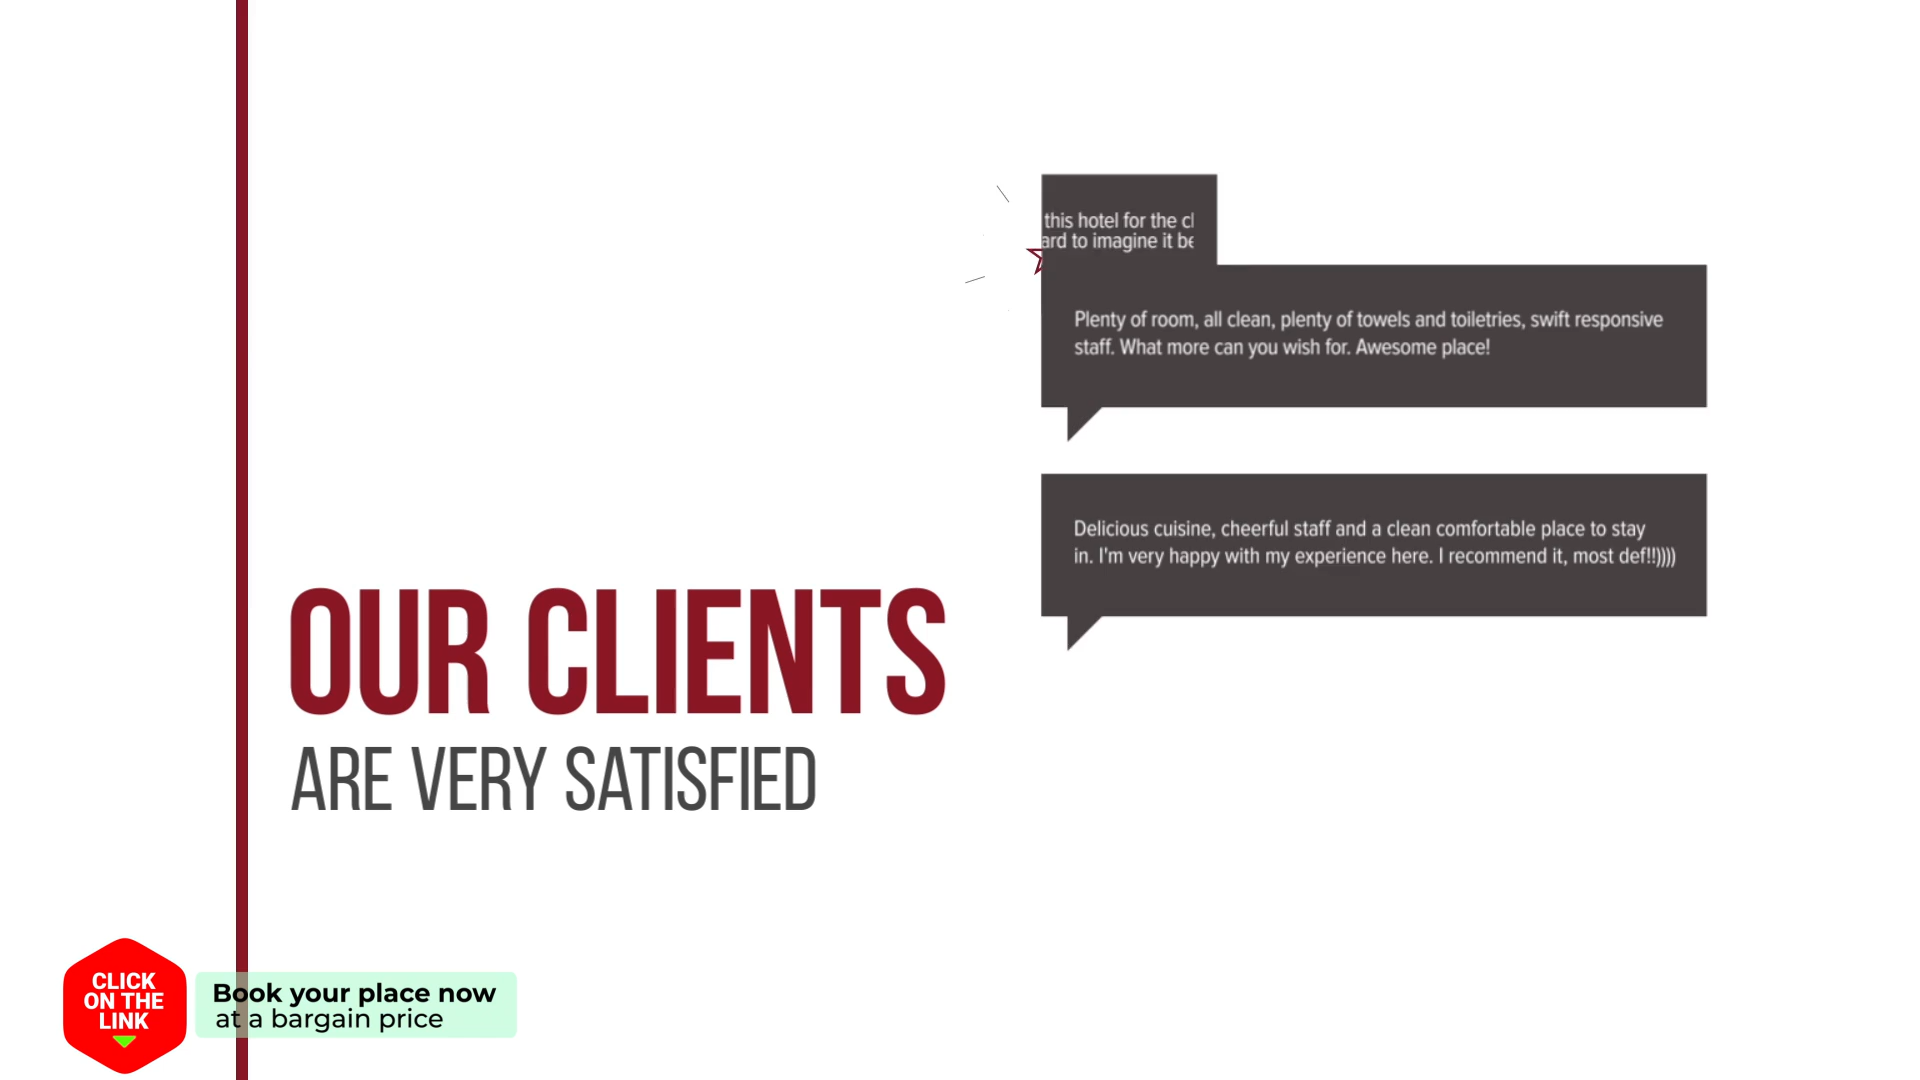 this hotel for the
to imagine it
Plenty of room, all clean, plenty of towels and toiletries, swift responsive
staff. What more can you wish for. Awesome place!
Delicious cuisine, cheerful staff and a clean comfortable place to stay
in. I'm very happy with my experience here. I recommend it, most def!!))))
OUR CLIENTS
ARE VERY SATISFIED
CLICK
ON THE
LINK
Book your place now
at a bargain price